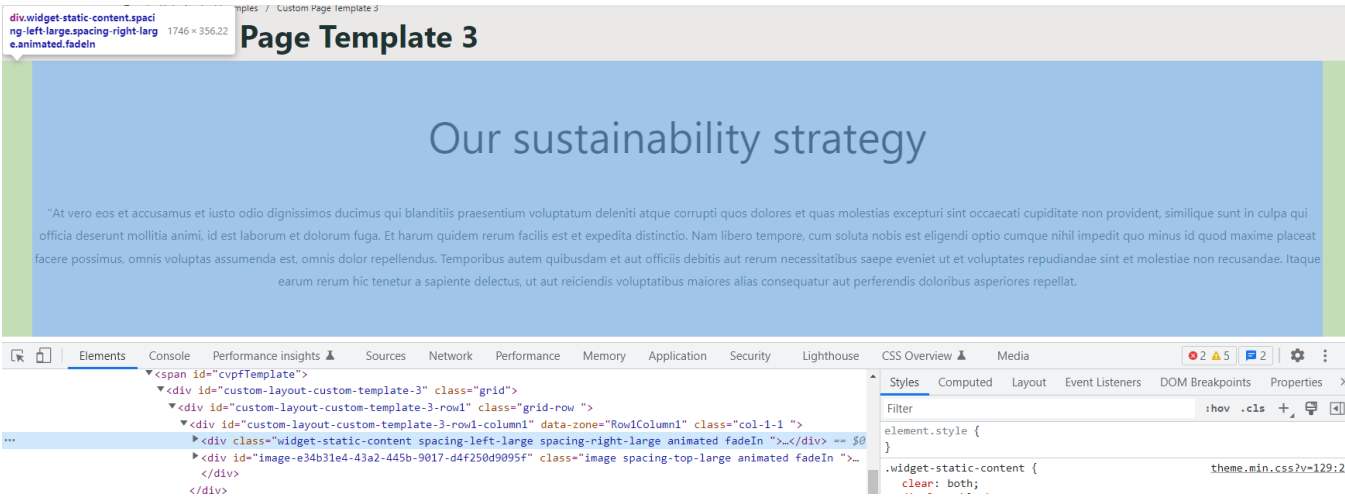 div.widget-static-content.spaci
ng-left-large.spacing-right-larg 1746 × 356.22
e.animated.fadeIn
mples / Custom Page Template 3
Page Template 3
Our sustainability strategy
"At vero eos et accusamus et iusto odio dignissimos ducimus qui blanditiis praesentium voluptatum deleniti atque corrupti quos dolores et quas molestias excepturi sint occaecati cupiditate non provident, similique sunt in culpa qui
officia deserunt mollitia animi, id est laborum et dolorum fuga. Et harum quidem rerum facilis est et expedita distinctio. Nam libero tempore, cum soluta nobis est eligendi optio cumque nihil impedit quo minus id quod maxime placeat
facere possimus, omnis voluptas assumenda est, omnis dolor repellendus. Temporibus autem quibusdam et aut officiis debitis aut rerum necessitatibus saepe eveniet ut et voluptates repudiandae sint et molestiae non recusandae. Itaque
earum rerum hic tenetur a sapiente delectus, ut aut reiciendis voluptatibus maiores alias consequatur aut perferendis doloribus asperiores repellat.
Elements Console Performance insights Sources Network Performance Memory Application Security Lighthouse CSS Overview Media 2 5 2
<span id="cvpfTemplate">
<div id="custom-layout-custom-template-3" class="grid">
<div id="custom-layout-custom-template-3-row1" class="grid-row ">
<div id="custom-layout-custom-template-3-row1-column1" data-zone="Row1Column1" class="col-1-1 ">
<div class="widget-static-content spacing-left-large spacing-right-large animated fadeIn ">…</div> == $0
<div id="image-e34b31e4-43a2-445b-9017-d4f250d9095f" class="image spacing-top-large animated fadeIn ">…
</div>
</div>
Styles Computed Layout Event Listeners DOM Breakpoints Properties
Filter :hov .cls
element.style {
}
.widget-static-content { theme.min.css?v=129:2
clear: both;